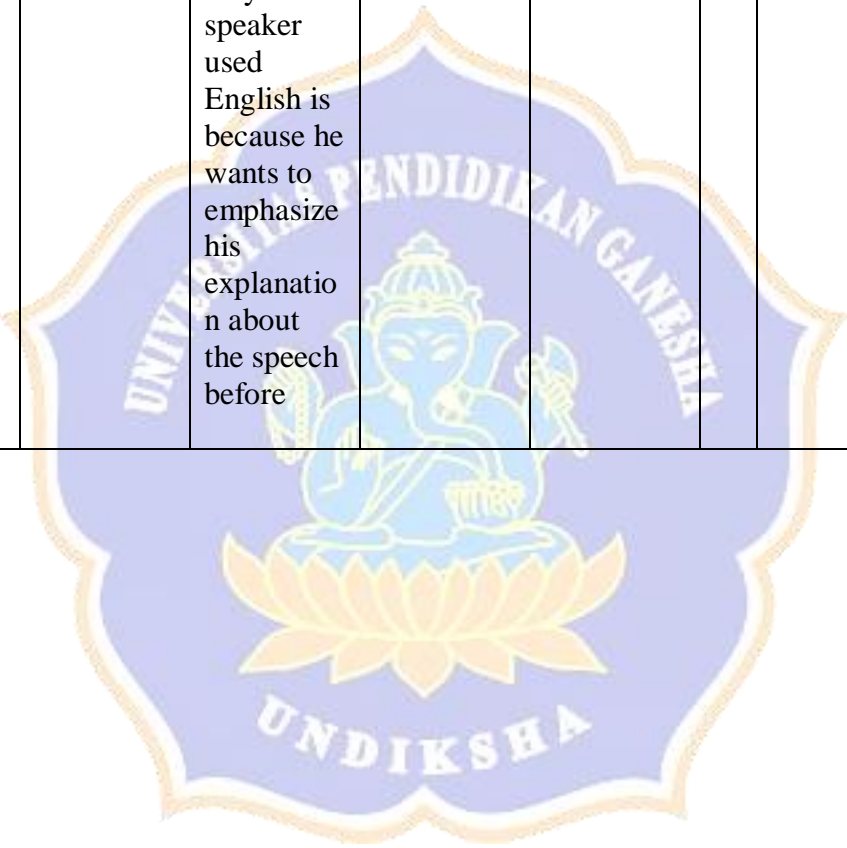 speaker
used
English is
because he
wants to
emphasize
his
explanatio
n about
the speech
before
UNIVERSITAS PENDIDIKAN GANESHA
UNDIKSHA